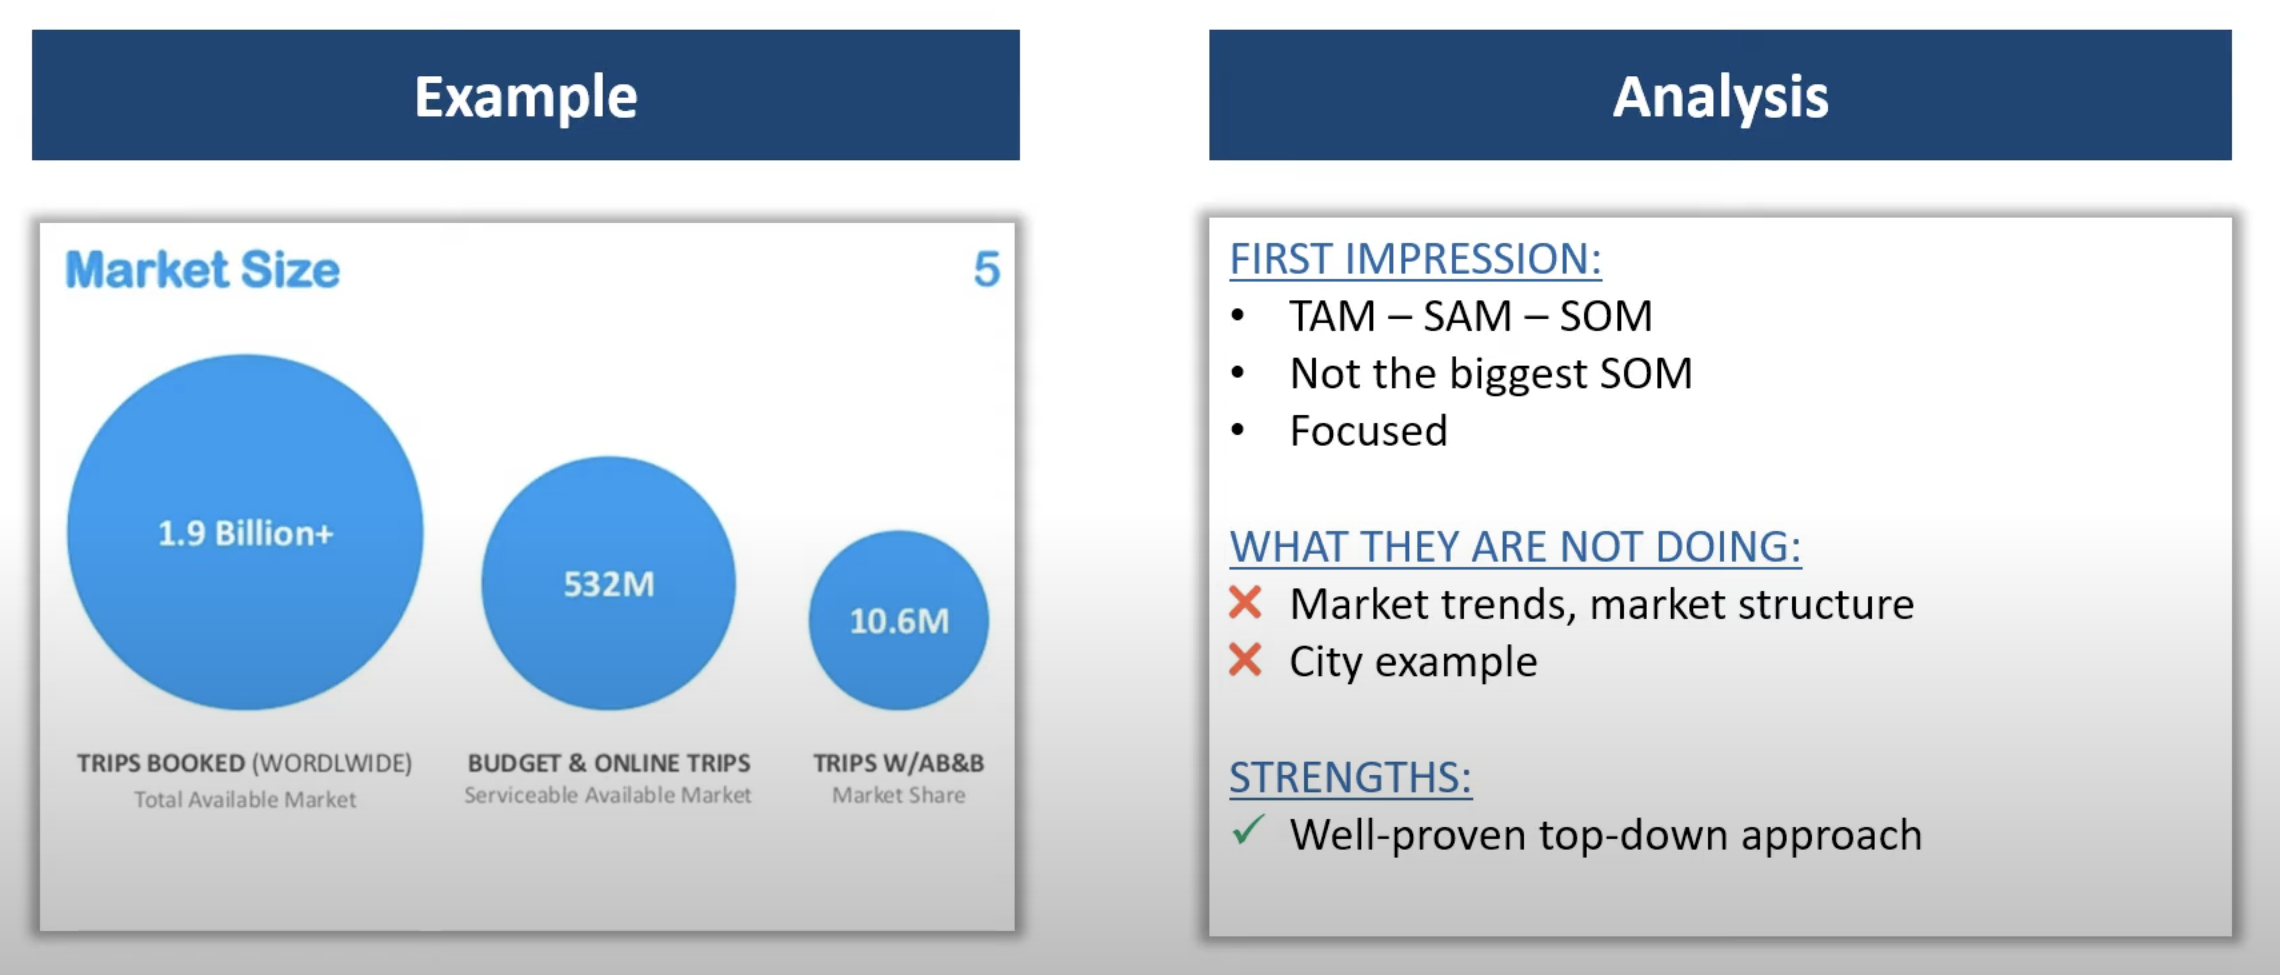 Example
Market Size
5
1.9 Billion+
532M
10.6M
TRIPS BOOKED (WORDLWIDE)
Total Available Market
BUDGET & ONLINE TRIPS
Serviceable Available Market
TRIPS W/AB&B
Market Share
Analysis
FIRST IMPRESSION:
• TAM – SAM – SOM
• Not the biggest SOM
• Focused
WHAT THEY ARE NOT DOING:
❌ Market trends, market structure
❌ City example
STRENGTHS:
✓ Well-proven top-down approach